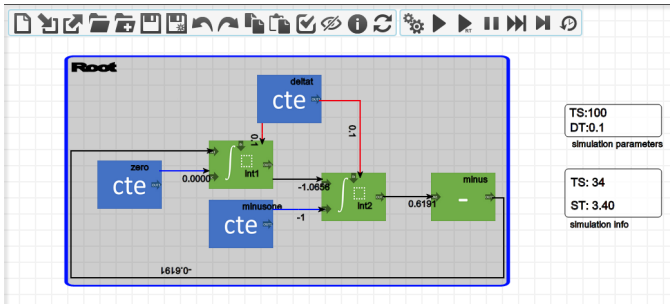 RT
Root
deltat
cte
TS:100
DT:0.1
simulation parameters
0.1
0.1
zero
cte
0.0000
Int1
-1.0656
minusone
cte
-1
Int2
0.6191
minus
-
TS: 34
ST: 3.40
simulation info
-0.6191